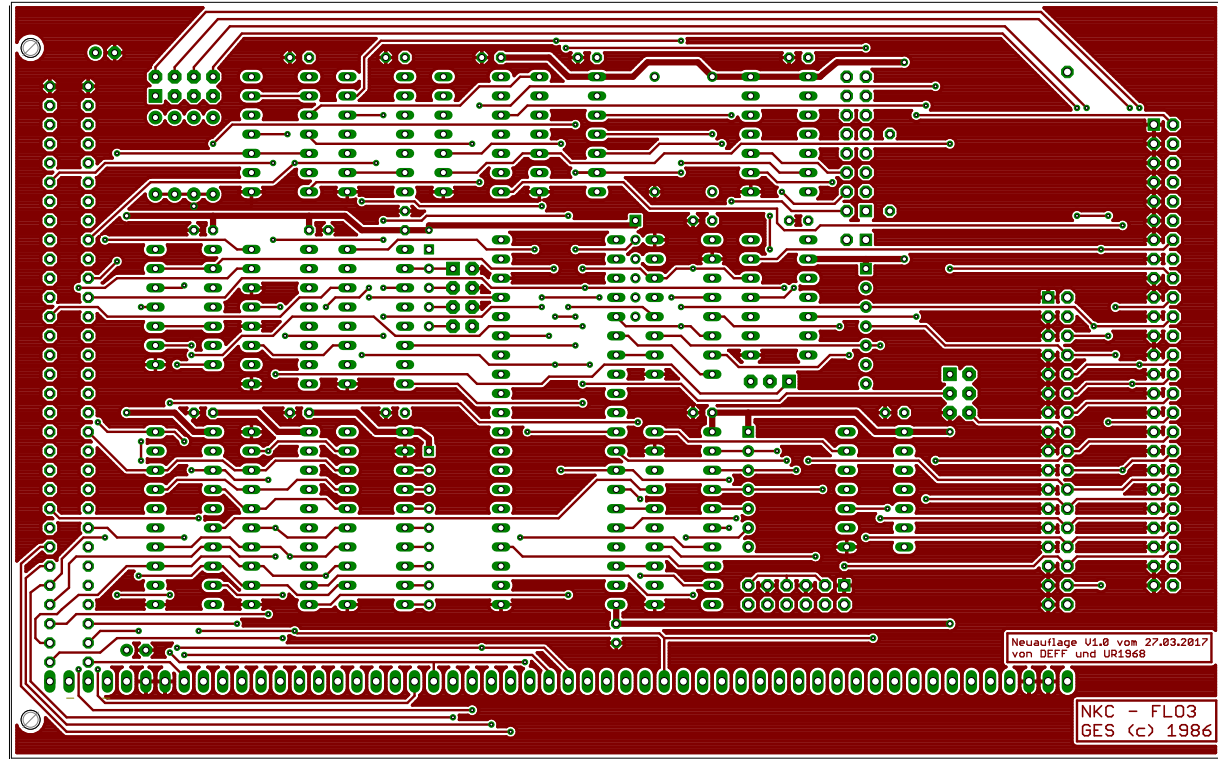 Neuauflage V1.0 vom 27.03.2017
von DEFF und UR1968
NKC - FLO3
GES (c) 1986